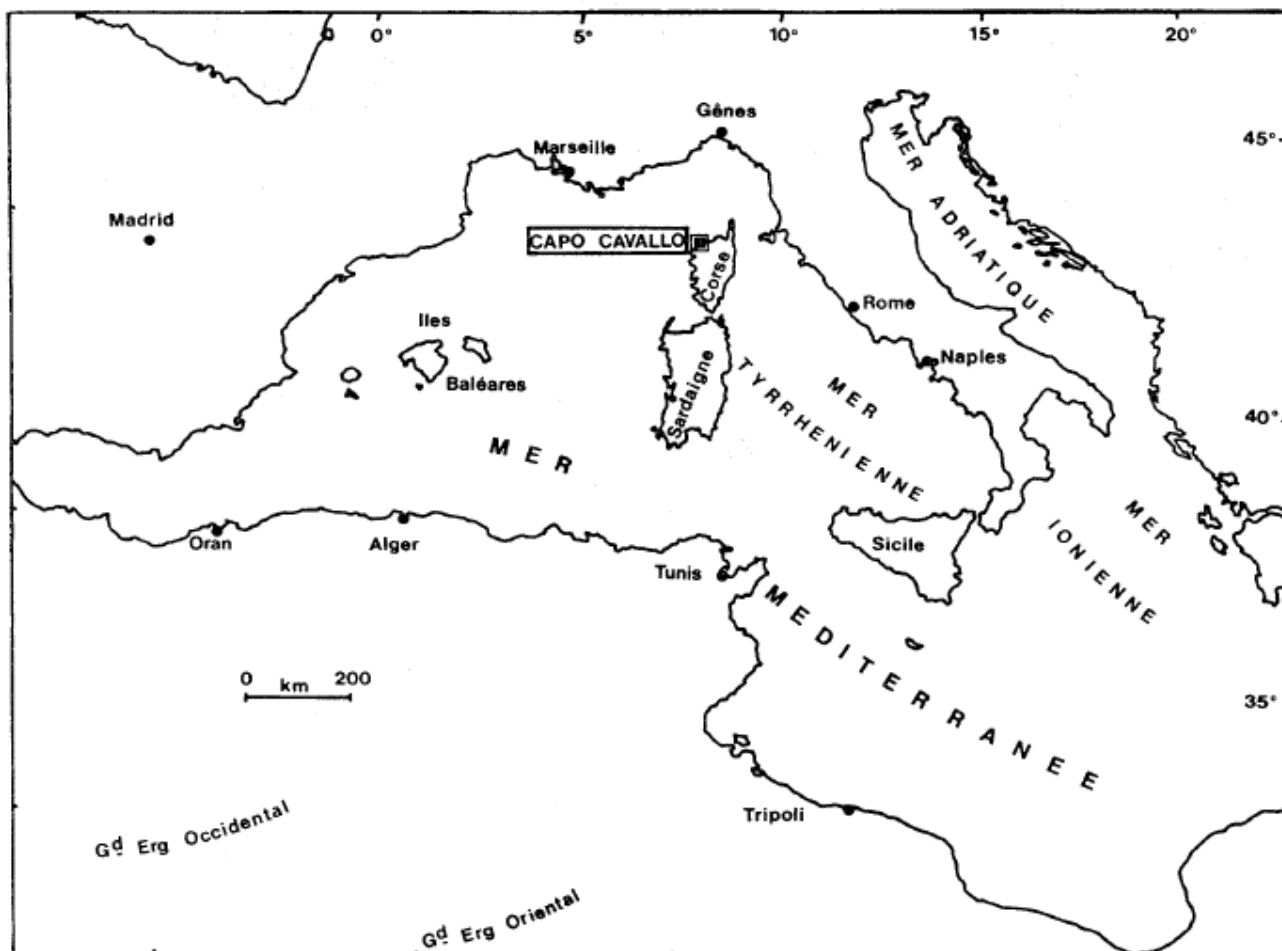 0°
5°
10°
15°
20°
Gênes
45°
Marseille
MER ADRIATIQUE
Madrid
CAPO CAVALLO
Corse
Rome
Iles
Baléares
Naples
Sardaigne
MER
TYRRHENIENNE
40°
MER
MER
IONIENNE
Oran
Alger
Sicile
Tunis
MEDITERRANEE
0 km 200
35°
Tripoli
Gd Erg Occidental
Gd Erg Oriental